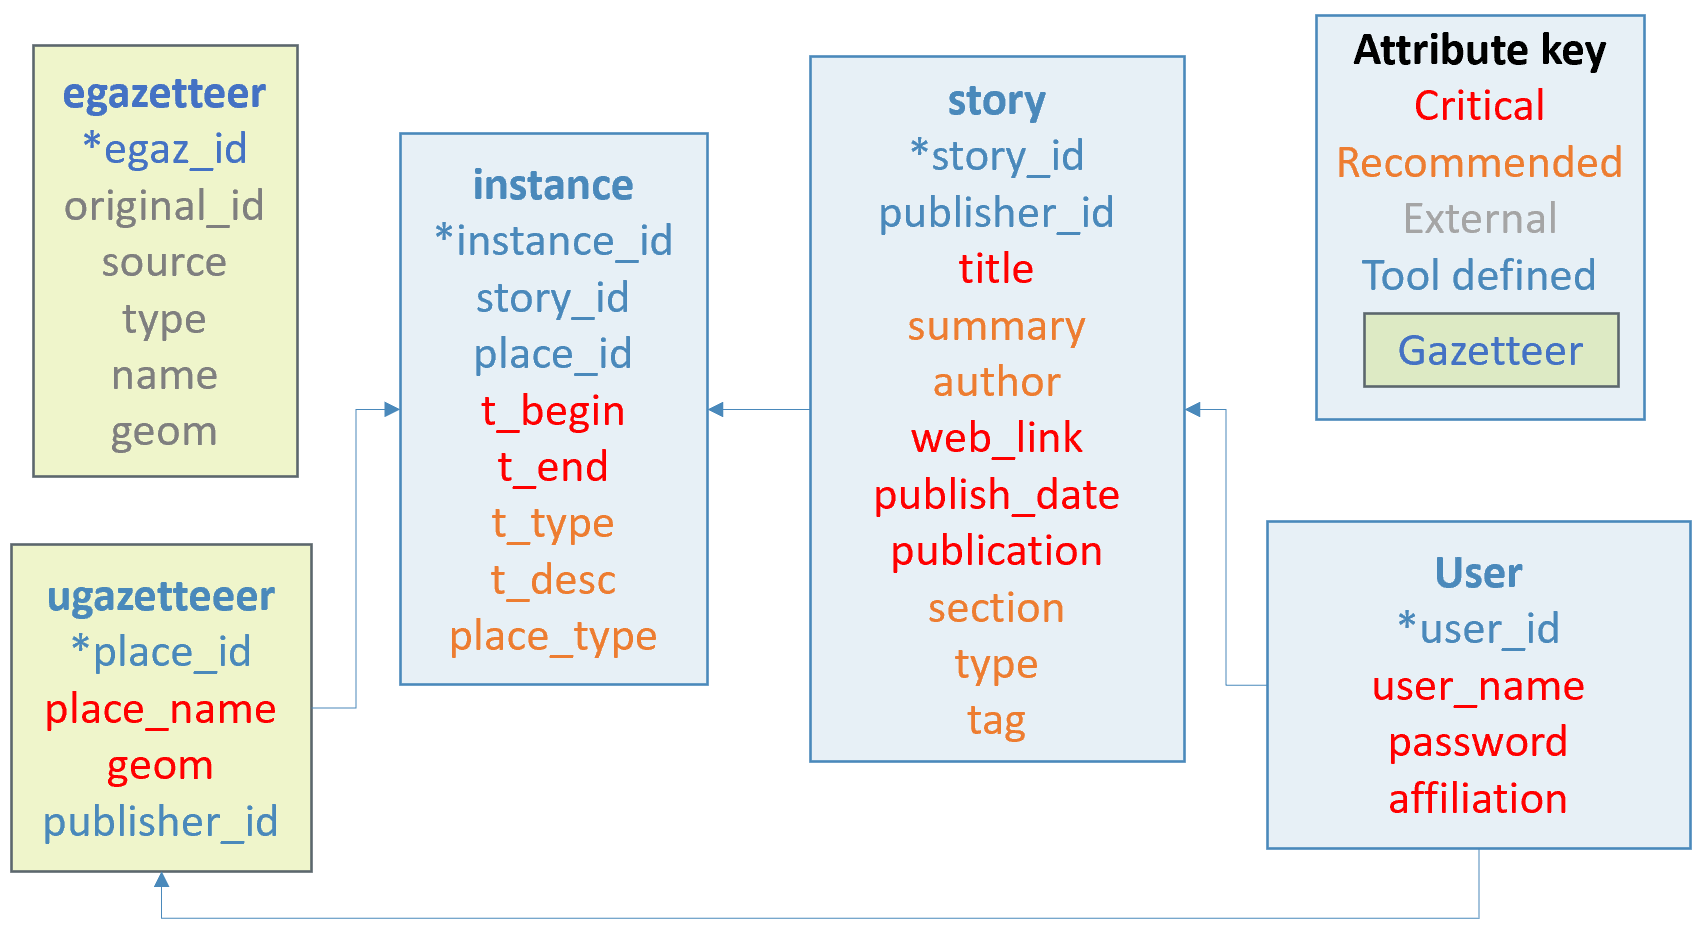 egazetteer
*egaz_id
original_id
source
type
name
geom
ugazetteeer
*place_id
place_name
geom
publisher_id
instance
*instance_id
story_id
place_id
t_begin
t_end
t_type
t_desc
place_type
story
*story_id
publisher_id
title
summary
author
web_link
publish_date
publication
section
type
tag
Attribute key
Critical
Recommended
External
Tool defined
Gazetteer
User
*user_id
user_name
password
affiliation